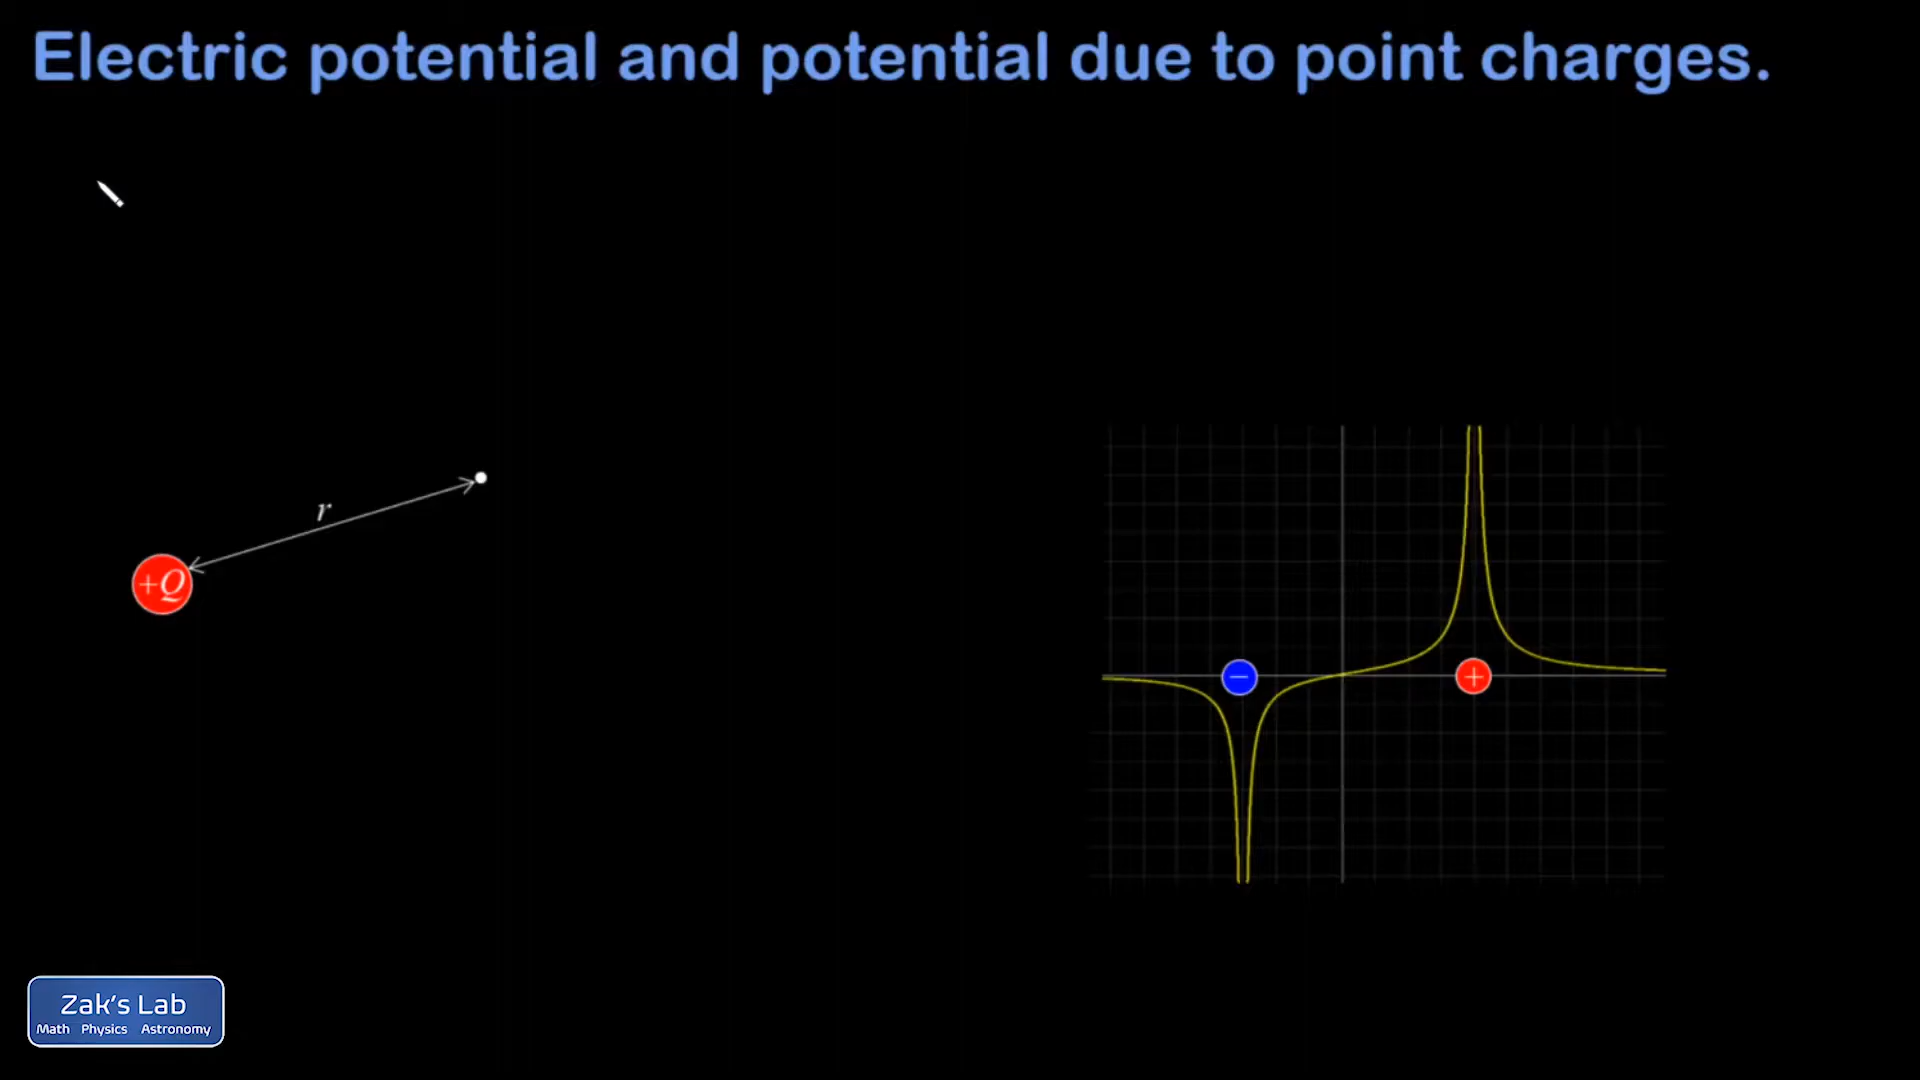 Electric potential and potential due to point charges.
r
+Q
−
+
Zak's Lab
Math Physics Astronomy